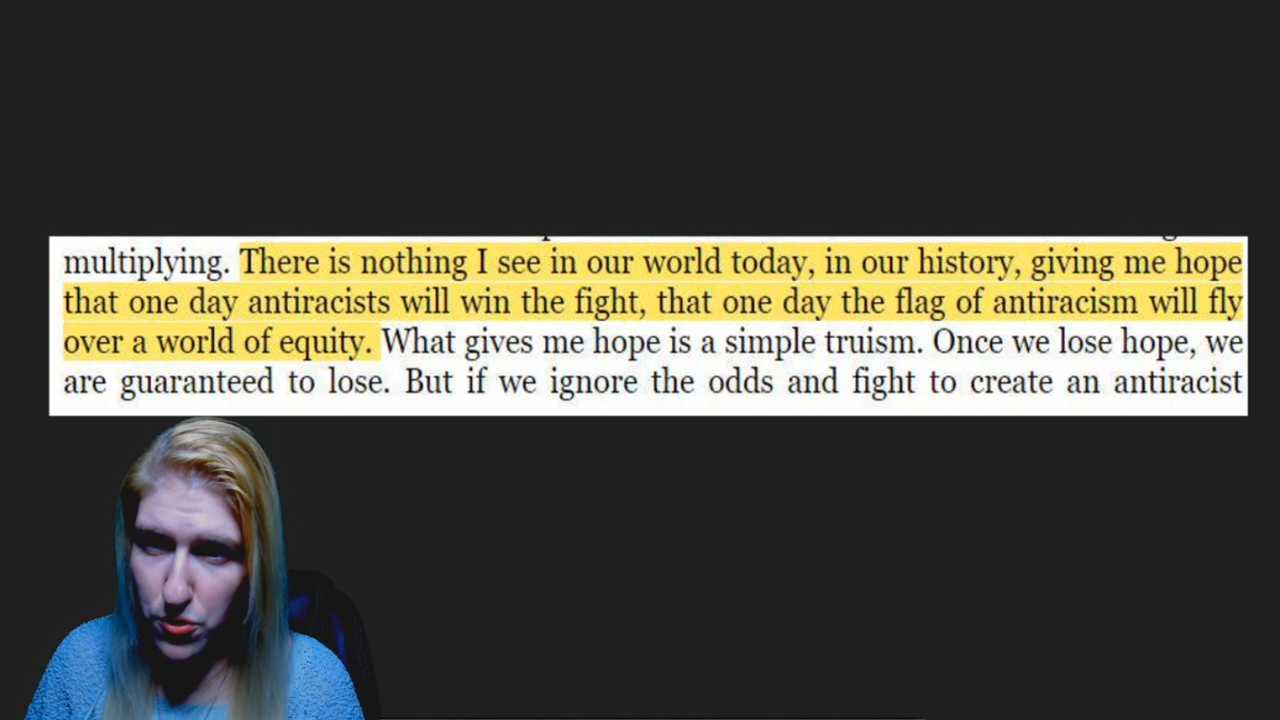 multiplying. There is nothing I see in our world today, in our history, giving me hope
that one day antiracists will win the fight, that one day the flag of antiracism will fly
over a world of equity. What gives me hope is a simple truism. Once we lose hope, we
are guaranteed to lose. But if we ignore the odds and fight to create an antiracist